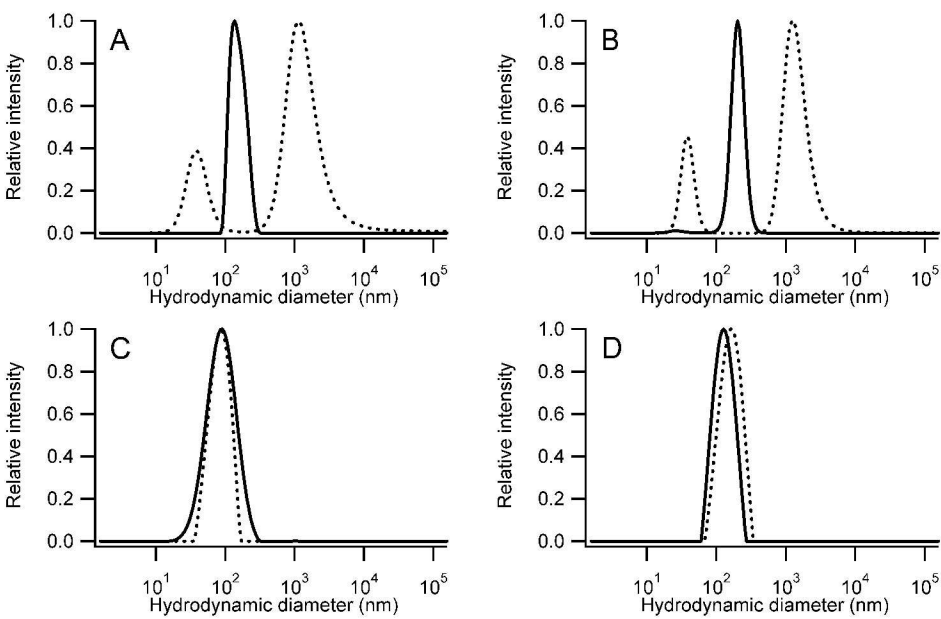 A
Relative intensity
1.0
0.8
0.6
0.4
0.2
0.0
10¹ 10² 10³ 10⁴ 10⁵
Hydrodynamic diameter (nm)
B
Relative intensity
1.0
0.8
0.6
0.4
0.2
0.0
10¹ 10² 10³ 10⁴ 10⁵
Hydrodynamic diameter (nm)
C
Relative intensity
1.0
0.8
0.6
0.4
0.2
0.0
10¹ 10² 10³ 10⁴ 10⁵
Hydrodynamic diameter (nm)
D
Relative intensity
1.0
0.8
0.6
0.4
0.2
0.0
10¹ 10² 10³ 10⁴ 10⁵
Hydrodynamic diameter (nm)